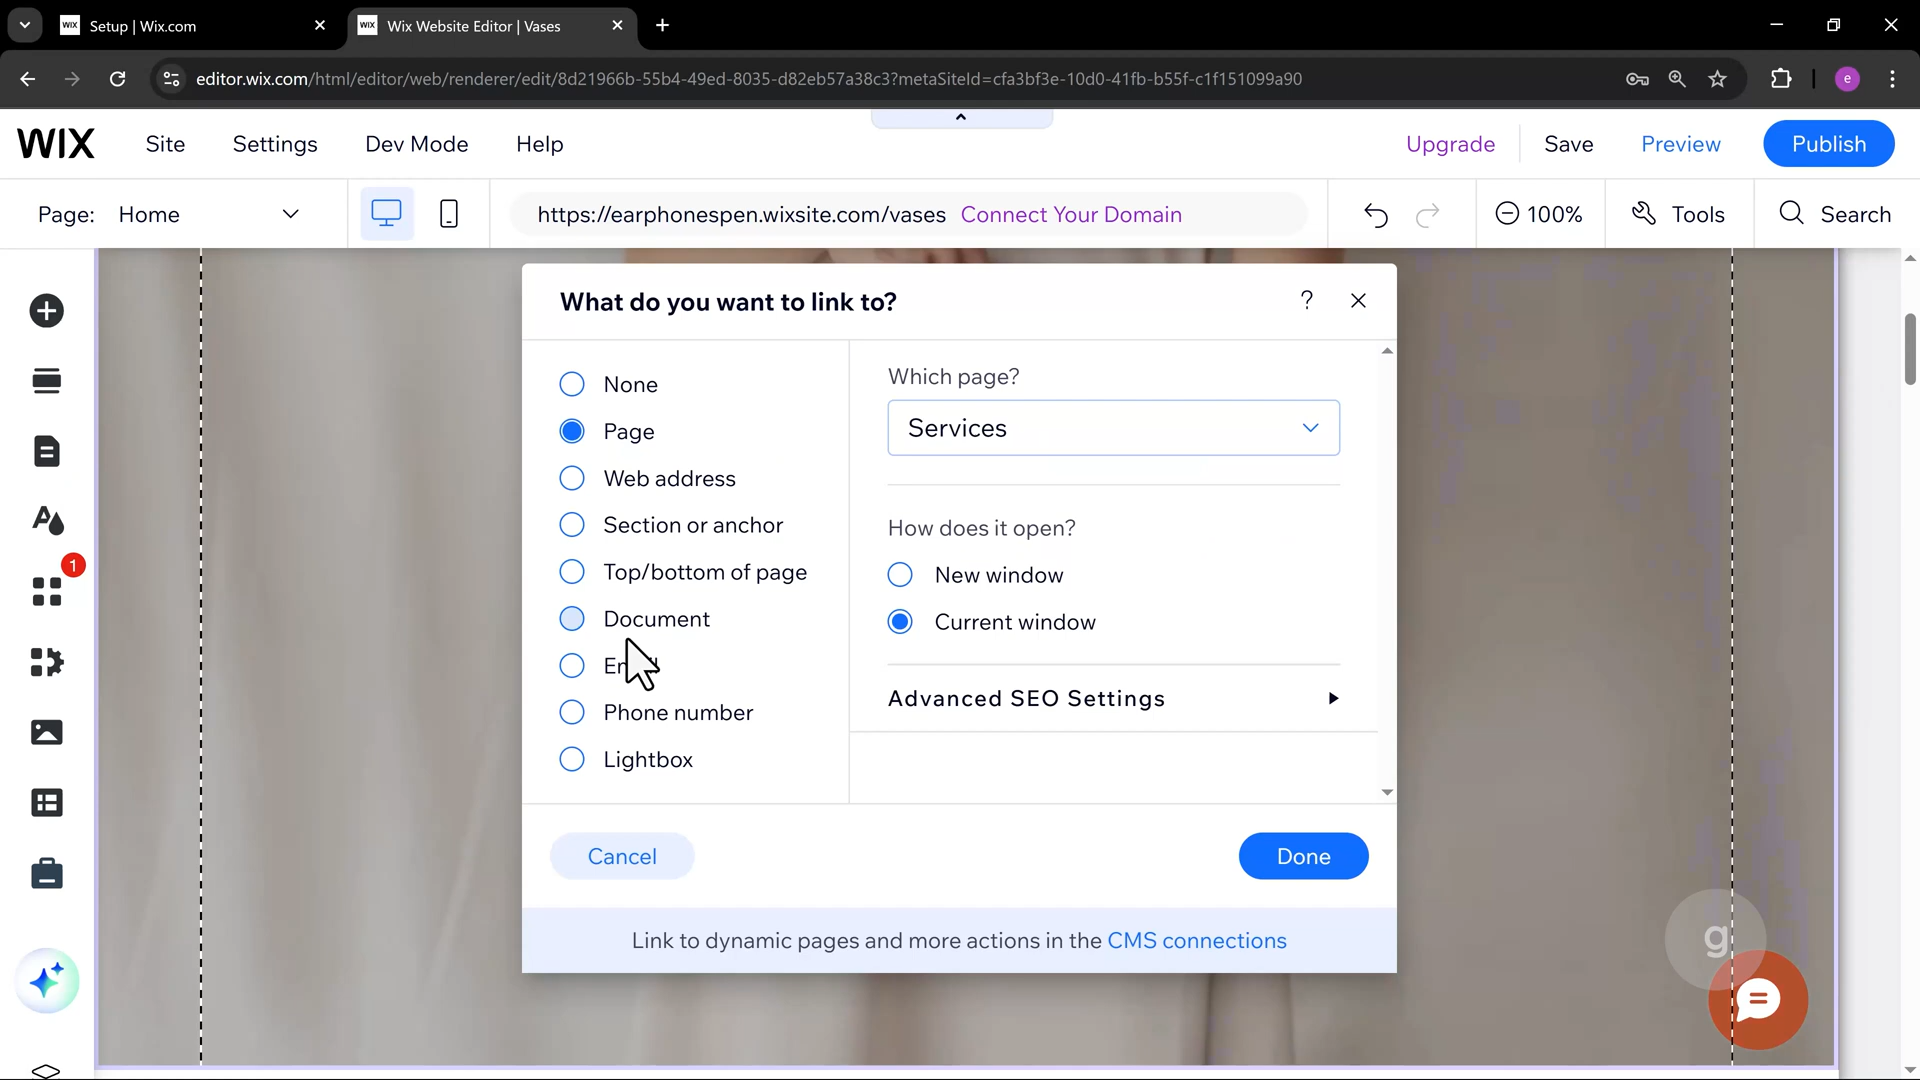 Setup | Wix.com
Wix Website Editor | Vases
editor.wix.com/html/editor/web/renderer/edit/8d21966b-55b4-49ed-8035-d82eb57a38c3?metaSiteId=cfa3bf3e-10d0-41fb-b55f-c1f151099a90
e
WIX Site Settings Dev Mode Help Upgrade Save Preview Publish
Page: Home https://earphonespen.wixsite.com/vases Connect Your Domain 100% Tools Search
What do you want to link to? ?
None
Page
Web address
Section or anchor
Top/bottom of page
Document
Phone number
Lightbox
Which page?
Services
How does it open?
New window
Current window
Advanced SEO Settings
Cancel Done
Link to dynamic pages and more actions in the CMS connections
1
g